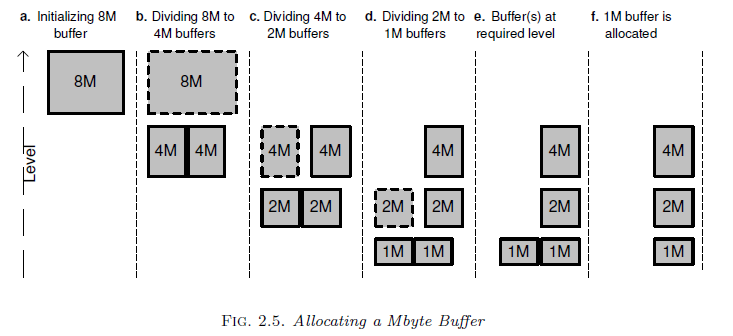 a. Initializing 8M buffer
b. Dividing 8M to 4M buffers
c. Dividing 4M to 2M buffers
d. Dividing 2M to 1M buffers
e. Buffer(s) at required level
f. 1M buffer is allocated
Level
8M
8M
4M 4M
4M 4M
4M
4M
4M
2M 2M
2M 2M
2M
2M
1M 1M
1M 1M
1M
FIG. 2.5. Allocating a Mbyte Buffer